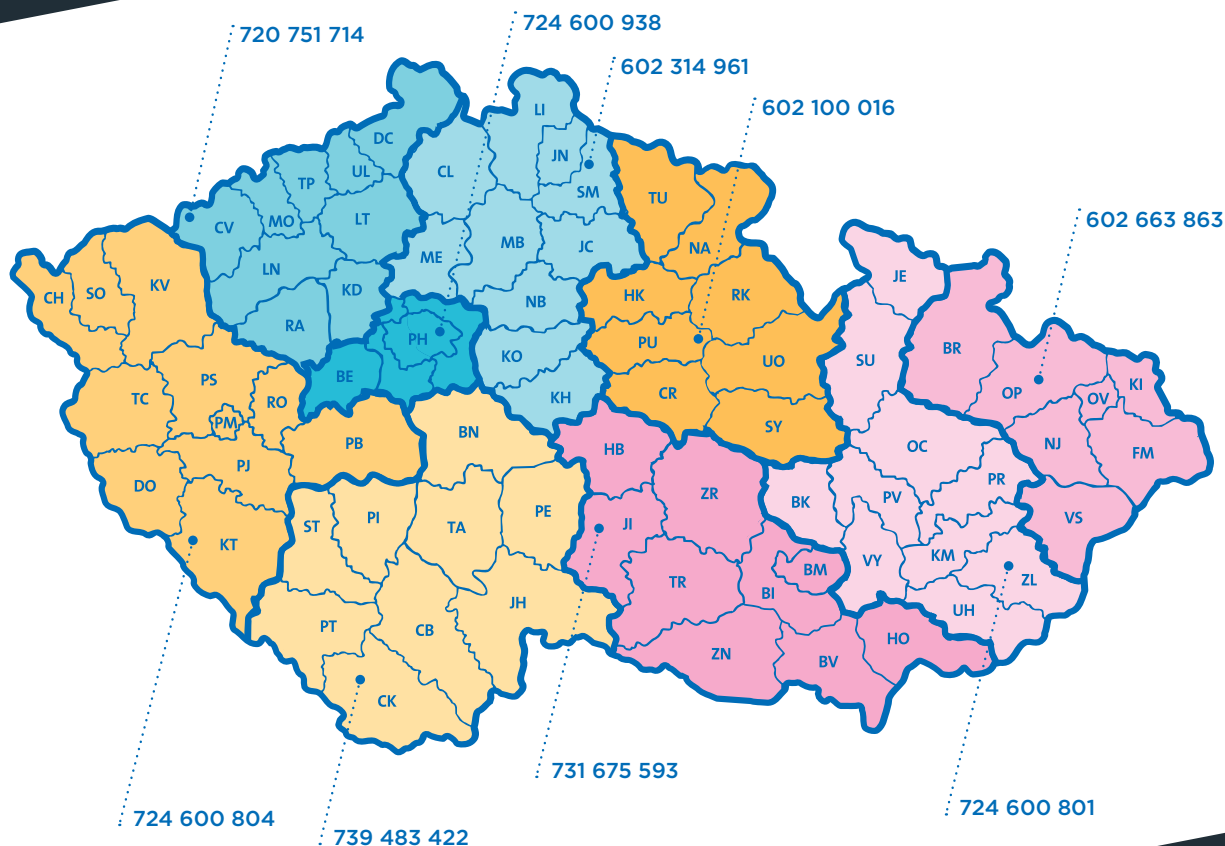 720 751 714
724 600 938
602 314 961
602 100 016
602 663 863
DC
LI
UL
TP
CL
JN
SM
TU
MO
LT
CV
MB
JC
NA
ME
LN
KD
NB
HK
RK
JE
CH
SO
KV
RA
PH
KO
PU
UO
SU
BR
BE
KH
CR
SY
OP
OV
KI
TC
PS
RO
PM
PB
BN
OC
NJ
FM
PJ
HB
DO
ZR
PR
KT
ST
PI
TA
PE
JI
BK
PV
VS
VY
KM
ZL
TR
BM
BI
UH
PT
CB
JH
ZN
BV
HO
CK
731 675 593
724 600 804
739 483 422
724 600 801